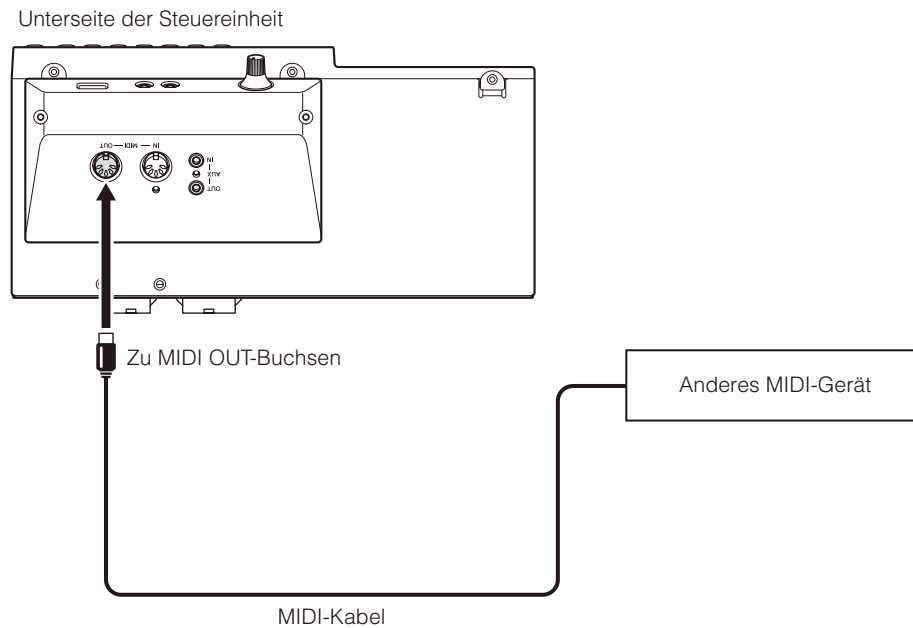 Unterseite der Steuereinheit
OUT — MIDI — IN
IN
AUX
OUT
Zu MIDI OUT-Buchsen
Anderes MIDI-Gerät
MIDI-Kabel